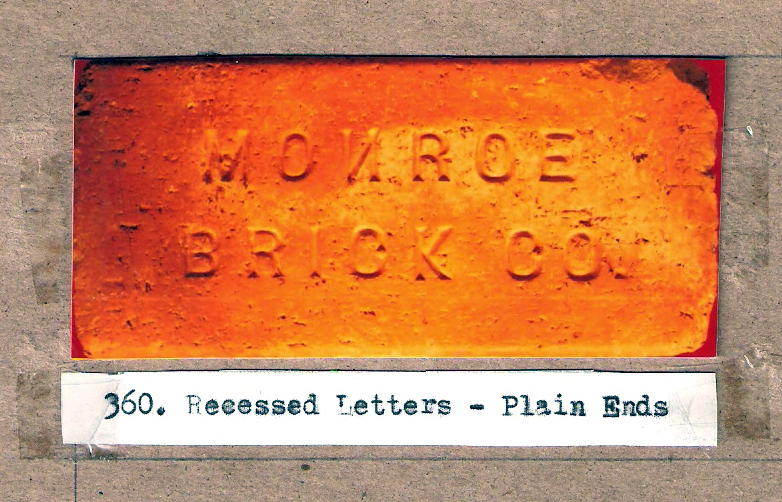 MONROE
BRICK CO.
360. Recessed Letters - Plain Ends